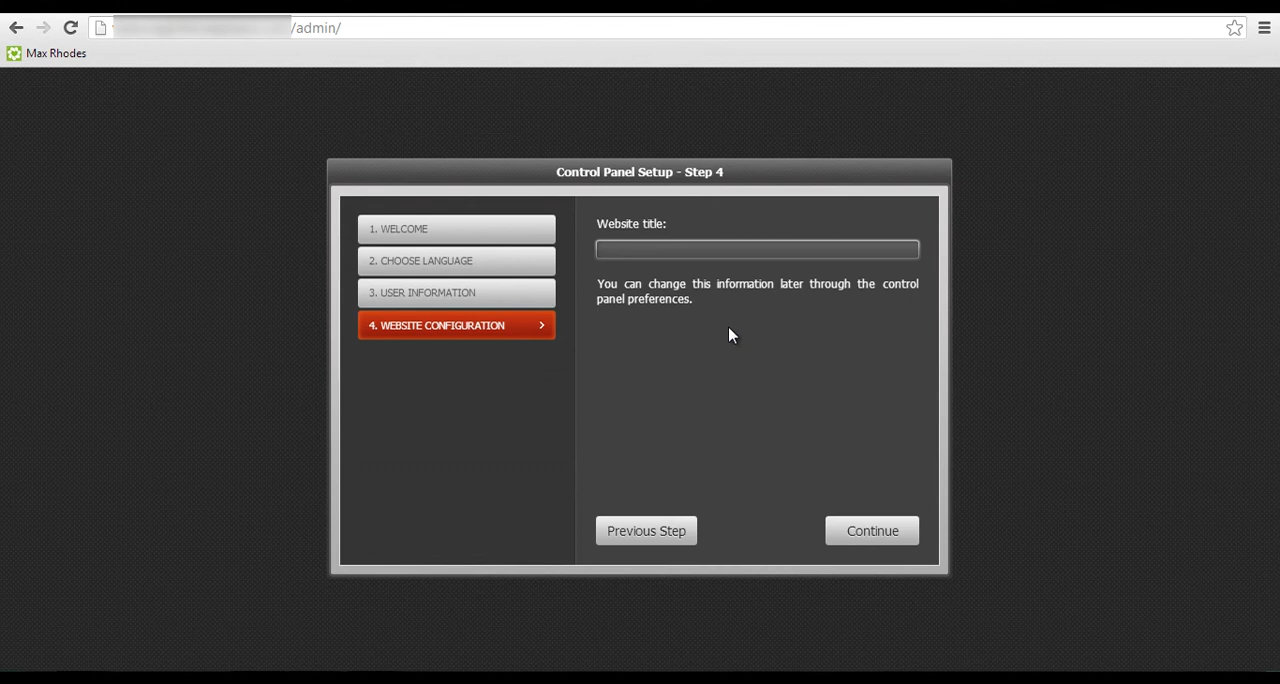 /admin/
Max Rhodes
Control Panel Setup - Step 4
1. WELCOME
2. CHOOSE LANGUAGE
3. USER INFORMATION
4. WEBSITE CONFIGURATION
Website title:
You can change this information later through the control
panel preferences.
Previous Step
Continue